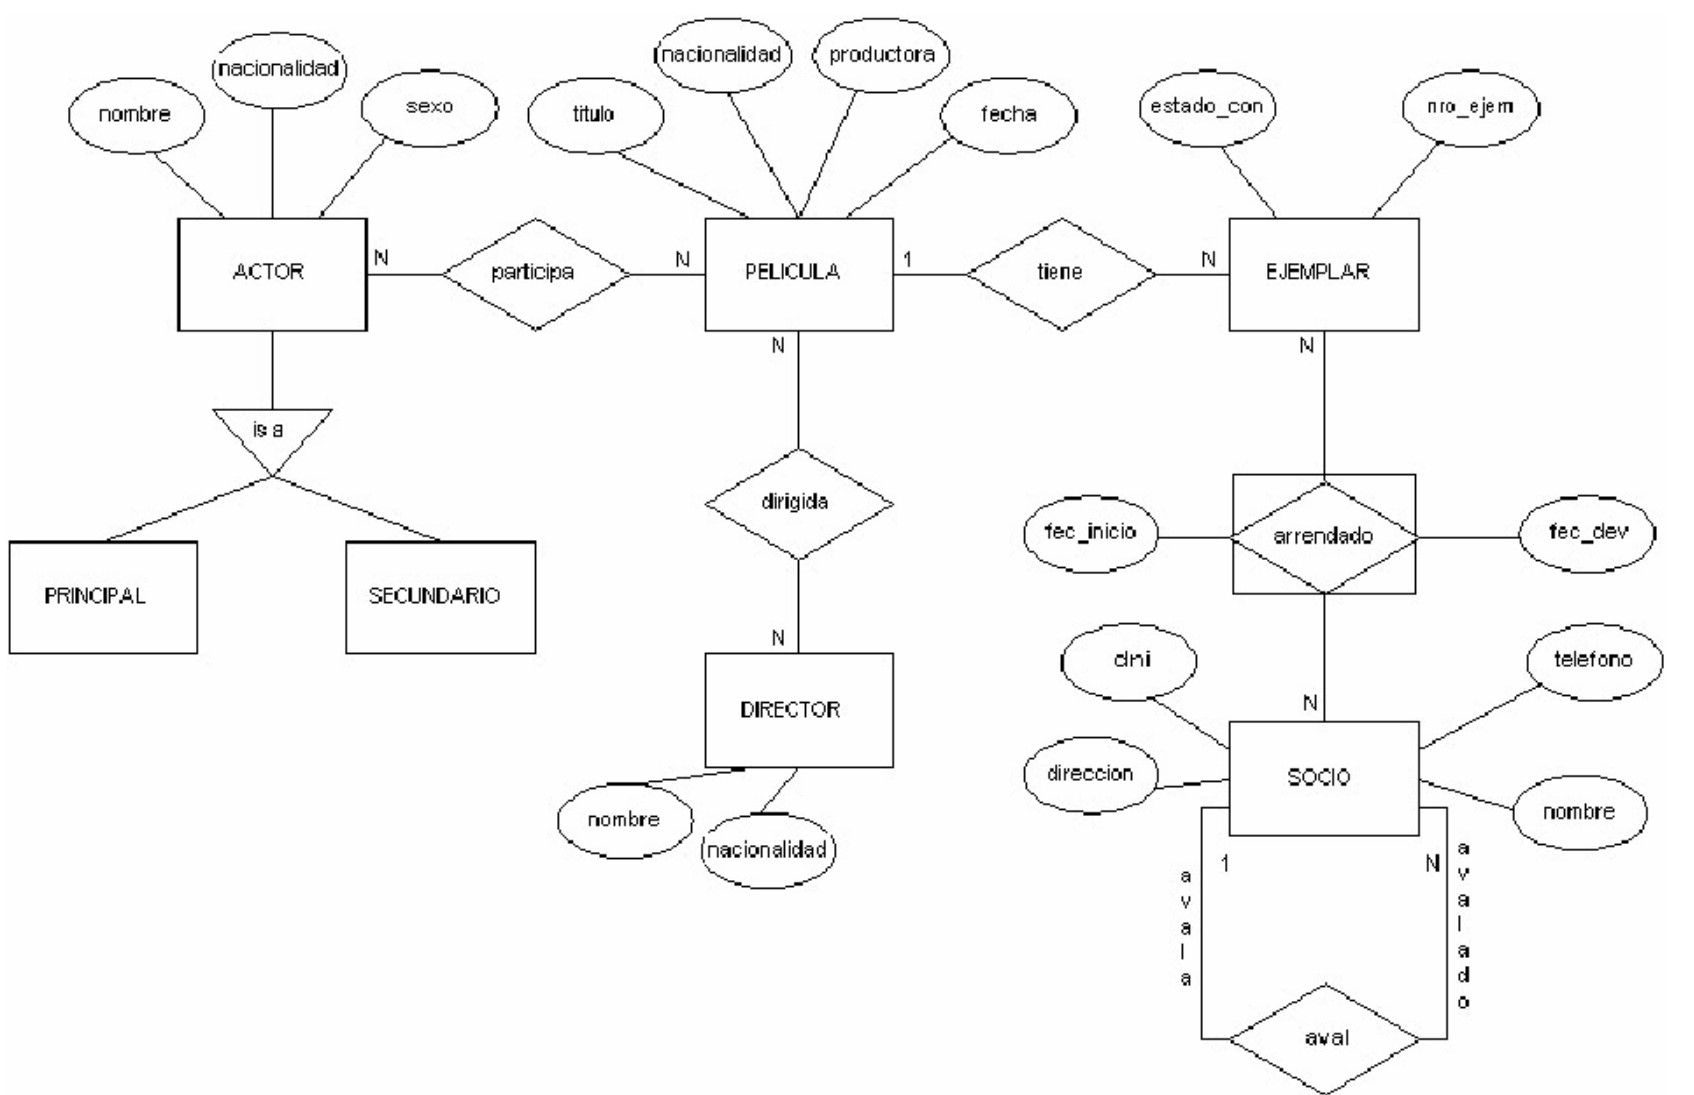 nacionalidad
nombre
sexo
nacionalidad
productora
titulo
fecha
estado_con
nro_ejem
ACTOR
N
participa
N
PELICULA
1
tiene
N
EJEMPLAR
is a
N
N
PRINCIPAL
SECUNDARIO
dirigida
fec_inicio
arrendado
fec_dev
N
DIRECTOR
nombre
nacionalidad
dni
telefono
N
direccion
SOCIO
nombre
1
N
avala
avalado
aval